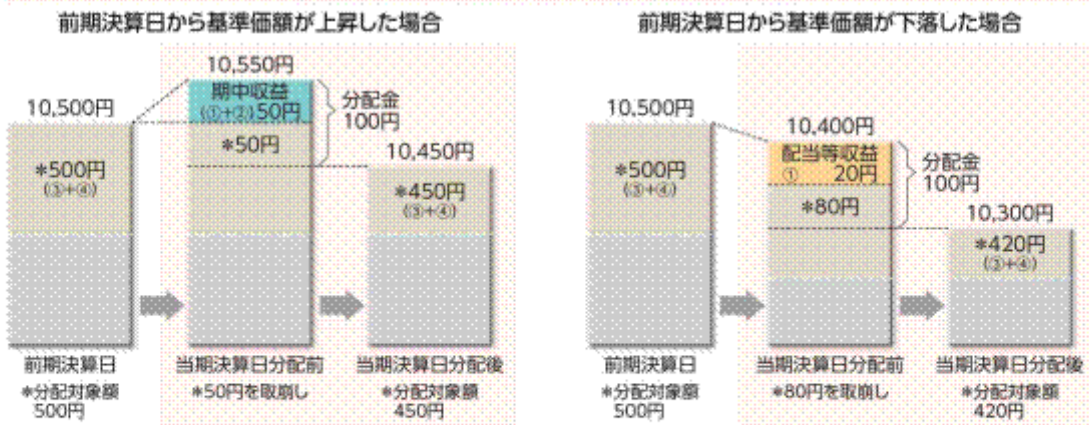 前期決算日から基準価額が上昇した場合
10,500円
*500円
(③+④)
10,550円
期中収益
(①+②)50円
*50円
分配金
100円
10,450円
*450円
(③+④)
前期決算日
*分配対象額
500円
当期決算日分配前
*50円を取崩し
当期決算日分配後
*分配対象額
450円
前期決算日から基準価額が下落した場合
10,500円
*500円
(③+④)
10,400円
配当等収益
① 20円
*80円
分配金
100円
10,300円
*420円
(③+④)
前期決算日
*分配対象額
500円
当期決算日分配前
*80円を取崩し
当期決算日分配後
*分配対象額
420円